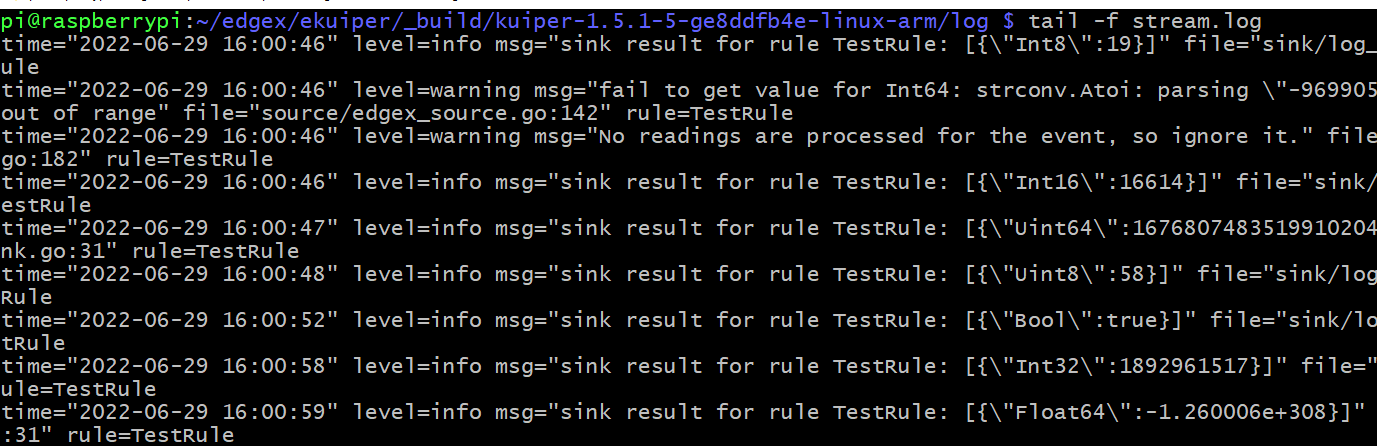 pi@raspberrypi:~/edgex/ekuiper/_build/kuiper-1.5.1-5-ge8ddfb4e-linux-arm/log $ tail -f stream.log
time="2022-06-29 16:00:46" level=info msg="sink result for rule TestRule: [{\"Int8\":19}]" file="sink/log_
ule
time="2022-06-29 16:00:46" level=warning msg="fail to get value for Int64: strconv.Atoi: parsing \"-969905
out of range" file="source/edgex_source.go:142" rule=TestRule
time="2022-06-29 16:00:46" level=warning msg="No readings are processed for the event, so ignore it." file
go:182" rule=TestRule
time="2022-06-29 16:00:46" level=info msg="sink result for rule TestRule: [{\"Int16\":16614}]" file="sink/
estRule
time="2022-06-29 16:00:47" level=info msg="sink result for rule TestRule: [{\"Uint64\":1676807483519910204
nk.go:31" rule=TestRule
time="2022-06-29 16:00:48" level=info msg="sink result for rule TestRule: [{\"Uint8\":58}]" file="sink/log
Rule
time="2022-06-29 16:00:52" level=info msg="sink result for rule TestRule: [{\"Bool\":true}]" file="sink/lo
tRule
time="2022-06-29 16:00:58" level=info msg="sink result for rule TestRule: [{\"Int32\":1892961517}]" file="
ule=TestRule
time="2022-06-29 16:00:59" level=info msg="sink result for rule TestRule: [{\"Float64\":-1.260006e+308}]"
:31" rule=TestRule